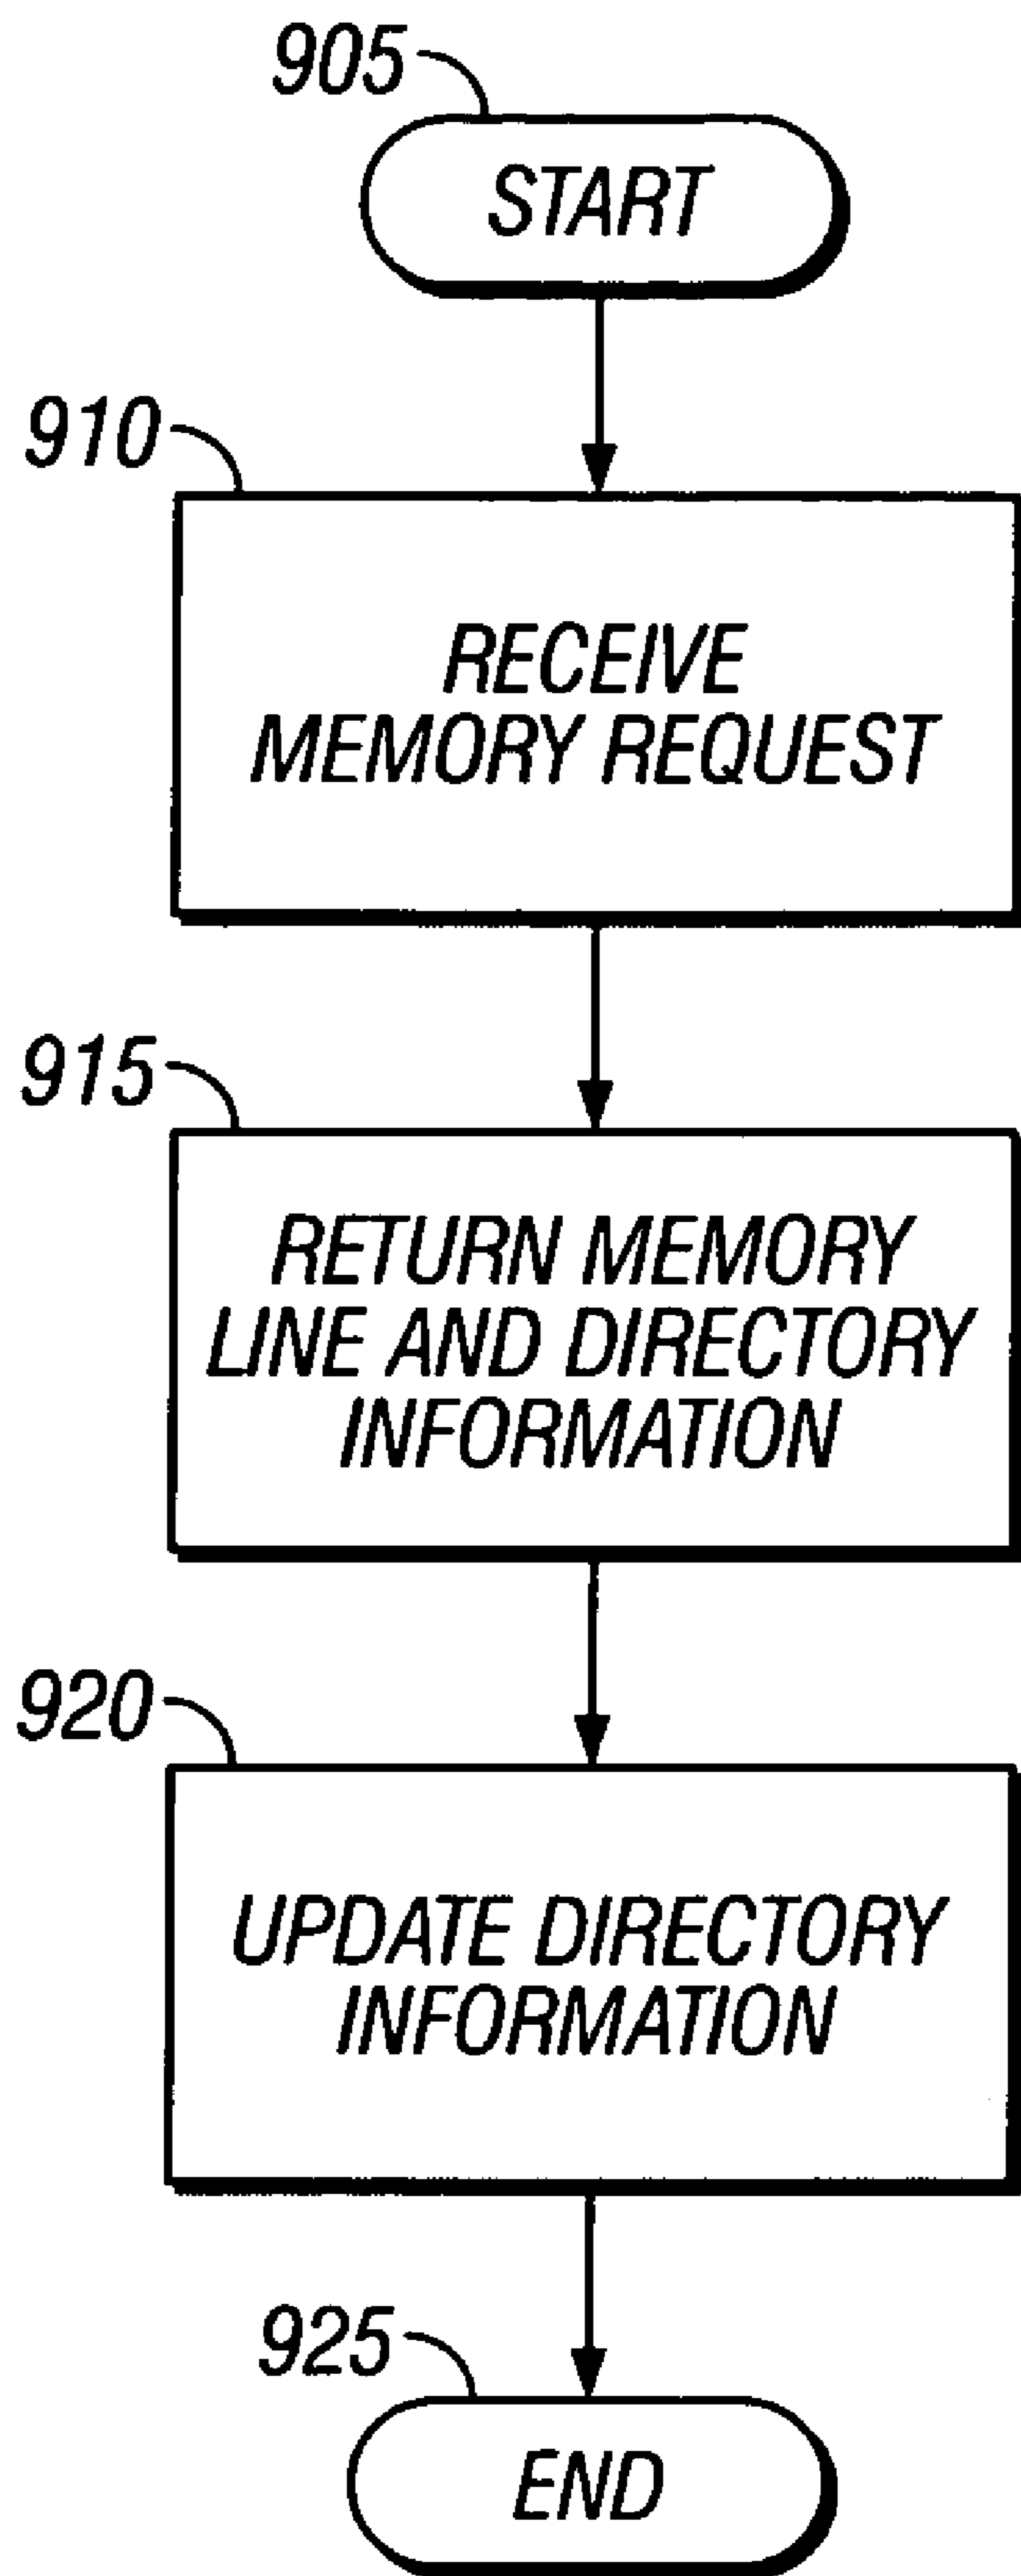 905
START
910
RECEIVE
MEMORY REQUEST
915
RETURN MEMORY
LINE AND DIRECTORY
INFORMATION
920
UPDATE DIRECTORY
INFORMATION
925
END